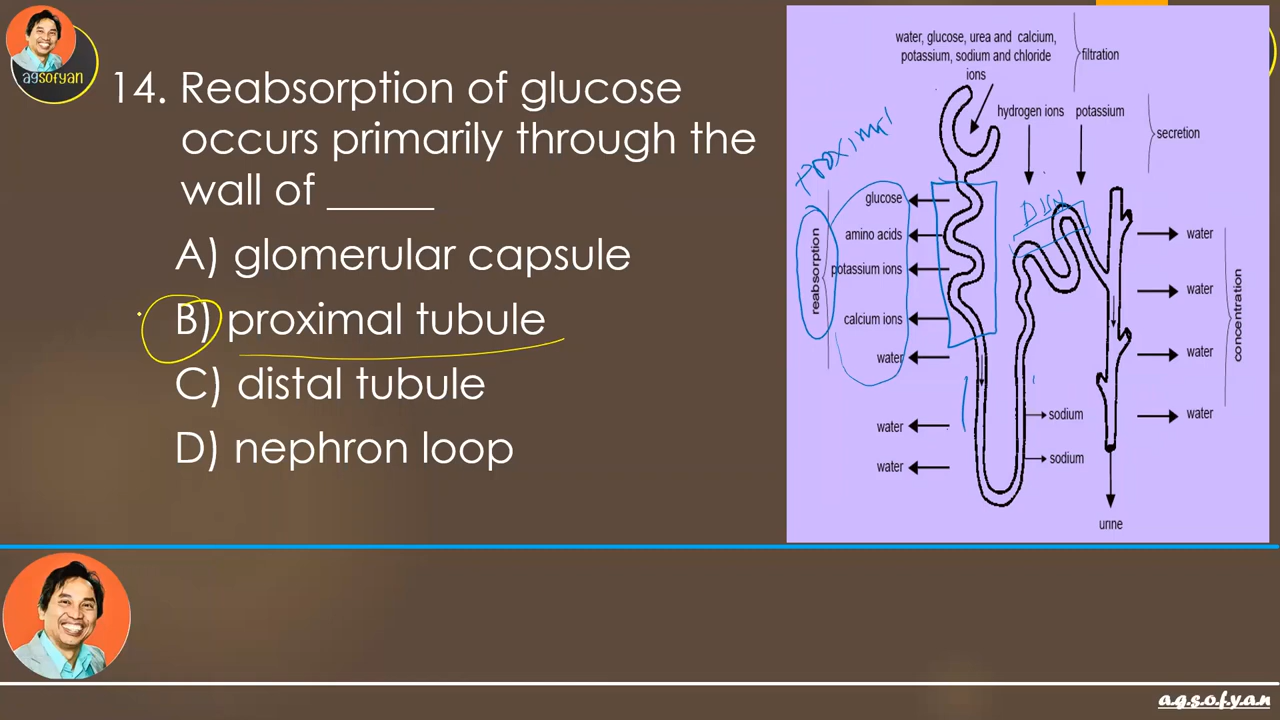 agsofyan
14. Reabsorption of glucose
occurs primarily through the
wall of _____
A) glomerular capsule
B) proximal tubule
C) distal tubule
D) nephron loop
water, glucose, urea and calcium,
potassium, sodium and chloride
ions
filtration
hydrogen ions
potassium
secretion
proximal
reabsorption
glucose
amino acids
potassium ions
calcium ions
water
water
water
sodium
sodium
water
water
water
water
concentration
urine
a.g.s.o.f.y.a.n